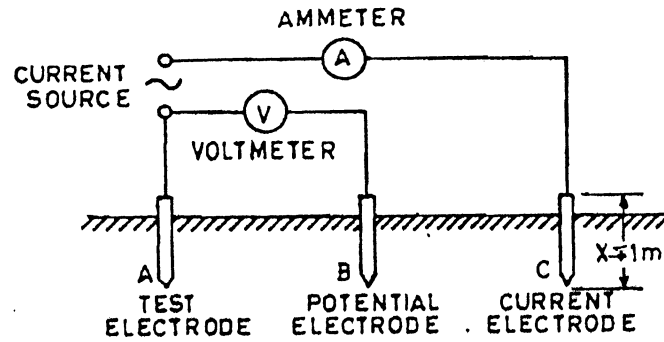 AMMETER
A
CURRENT
SOURCE
~
V
VOLTMETER
A
B
C
X≂1m
TEST
ELECTRODE
POTENTIAL
ELECTRODE .
CURRENT
ELECTRODE